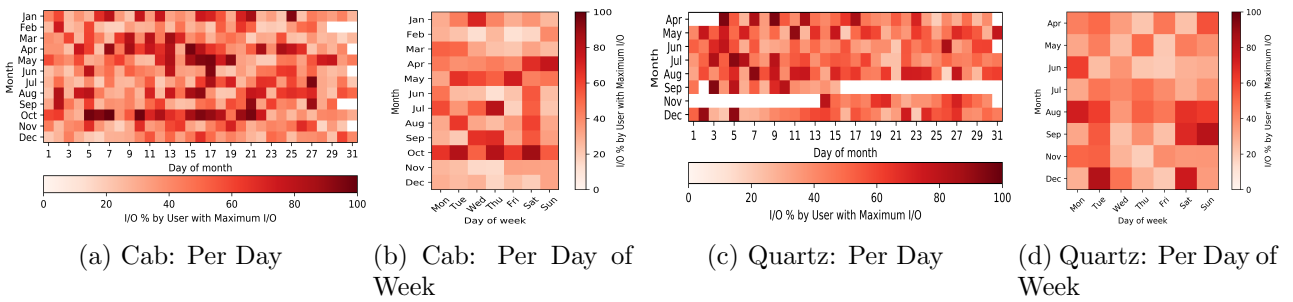 Jan
Feb
Mar
Apr
May
Jun
Jul
Aug
Sep
Oct
Nov
Dec
Month
1 3 5 7 9 11 13 15 17 19 21 23 25 27 29 31
Day of month
0 20 40 60 80 100
I/O % by User with Maximum I/O
(a) Cab: Per Day
Jan
Feb
Mar
Apr
May
Jun
Jul
Aug
Sep
Oct
Nov
Dec
Month
Mon Tue Wed Thu Fri Sat Sun
Day of week
100
80
60
40
20
0
I/O % by User with Maximum I/O
(b) Cab: Per Day of
Week
Apr
May
Jun
Jul
Aug
Sep
Nov
Dec
Month
1 3 5 7 9 11 13 15 17 19 21 23 25 27 29 31
Day of month
0 20 40 60 80 100
I/O % by User with Maximum I/O
(c) Quartz: Per Day
Apr
May
Jun
Jul
Aug
Sep
Nov
Dec
Month
Mon Tue Wed Thu Fri Sat Sun
Day of week
100
80
60
40
20
0
I/O % by User with Maximum I/O
(d) Quartz: Per Day of
Week